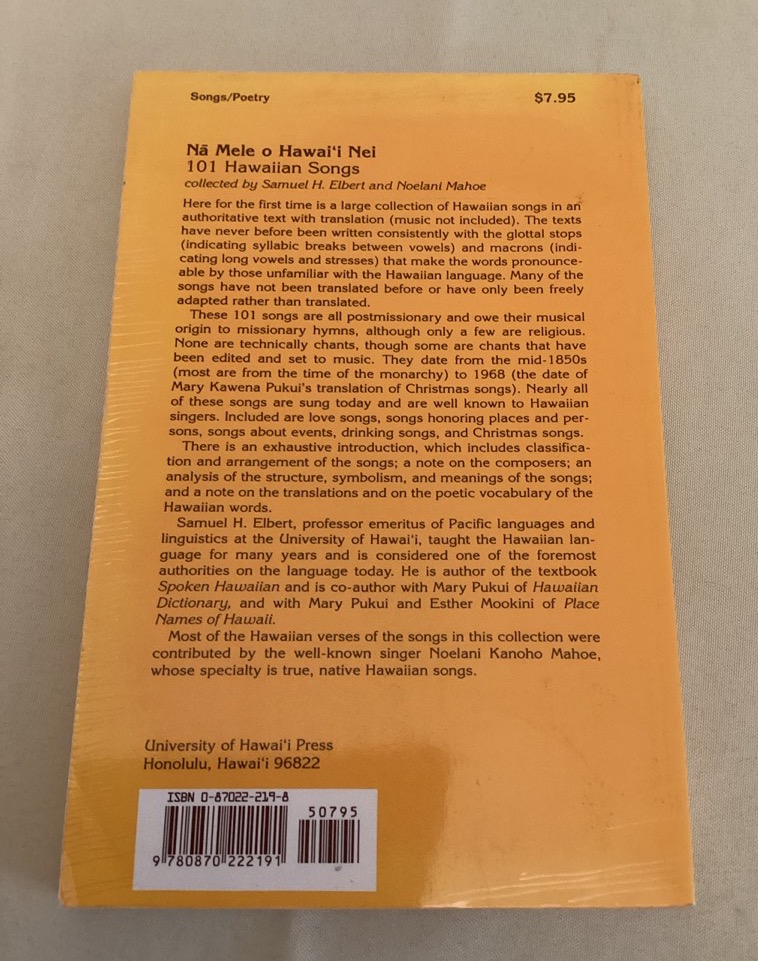 Songs/Poetry $7.95
Nā Mele o Hawaiʻi Nei
101 Hawaiian Songs
collected by Samuel H. Elbert and Noelani Mahoe
Here for the first time is a large collection of Hawaiian songs in an
authoritative text with translation (music not included). The texts
have never before been written consistently with the glottal stops
(indicating syllabic breaks between vowels) and macrons (indi-
cating long vowels and stresses) that make the words pronounce-
able by those unfamiliar with the Hawaiian language. Many of the
songs have not been translated before or have only been freely
adapted rather than translated.
These 101 songs are all postmissionary and owe their musical
origin to missionary hymns, although only a few are religious.
None are technically chants, though some are chants that have
been edited and set to music. They date from the mid-1850s
(most are from the time of the monarchy) to 1968 (the date of
Mary Kawena Pukui's translation of Christmas songs). Nearly all
of these songs are sung today and are well known to Hawaiian
singers. Included are love songs, songs honoring places and per-
sons, songs about events, drinking songs, and Christmas songs.
There is an exhaustive introduction, which includes classifica-
tion and arrangement of the songs; a note on the composers; an
analysis of the structure, symbolism, and meanings of the songs;
and a note on the translations and on the poetic vocabulary of the
Hawaiian words.
Samuel H. Elbert, professor emeritus of Pacific languages and
linguistics at the University of Hawaiʻi, taught the Hawaiian lan-
guage for many years and is considered one of the foremost
authorities on the language today. He is author of the textbook
Spoken Hawaiian and is co-author with Mary Pukui of Hawaiian
Dictionary, and with Mary Pukui and Esther Mookini of Place
Names of Hawaii.
Most of the Hawaiian verses of the songs in this collection were
contributed by the well-known singer Noelani Kanoho Mahoe,
whose specialty is true, native Hawaiian songs.
University of Hawaiʻi Press
Honolulu, Hawaiʻi 96822
ISBN 0-87022-219-8
50795
9 780870 222191